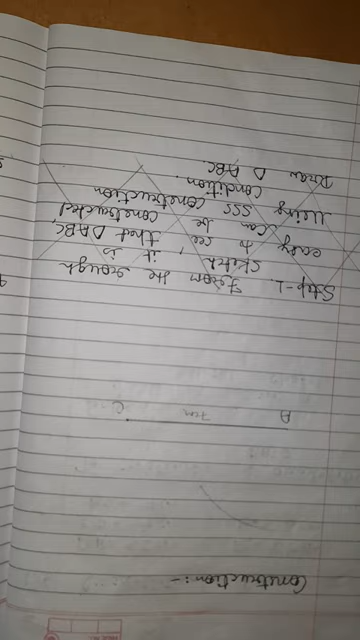 Construction :-
A 7cm C
Step-1. From the rough
sketch, it is
easy to see, that ΔABC,
can be constructed
Using SSS construction
condition.
Draw Δ ABC.